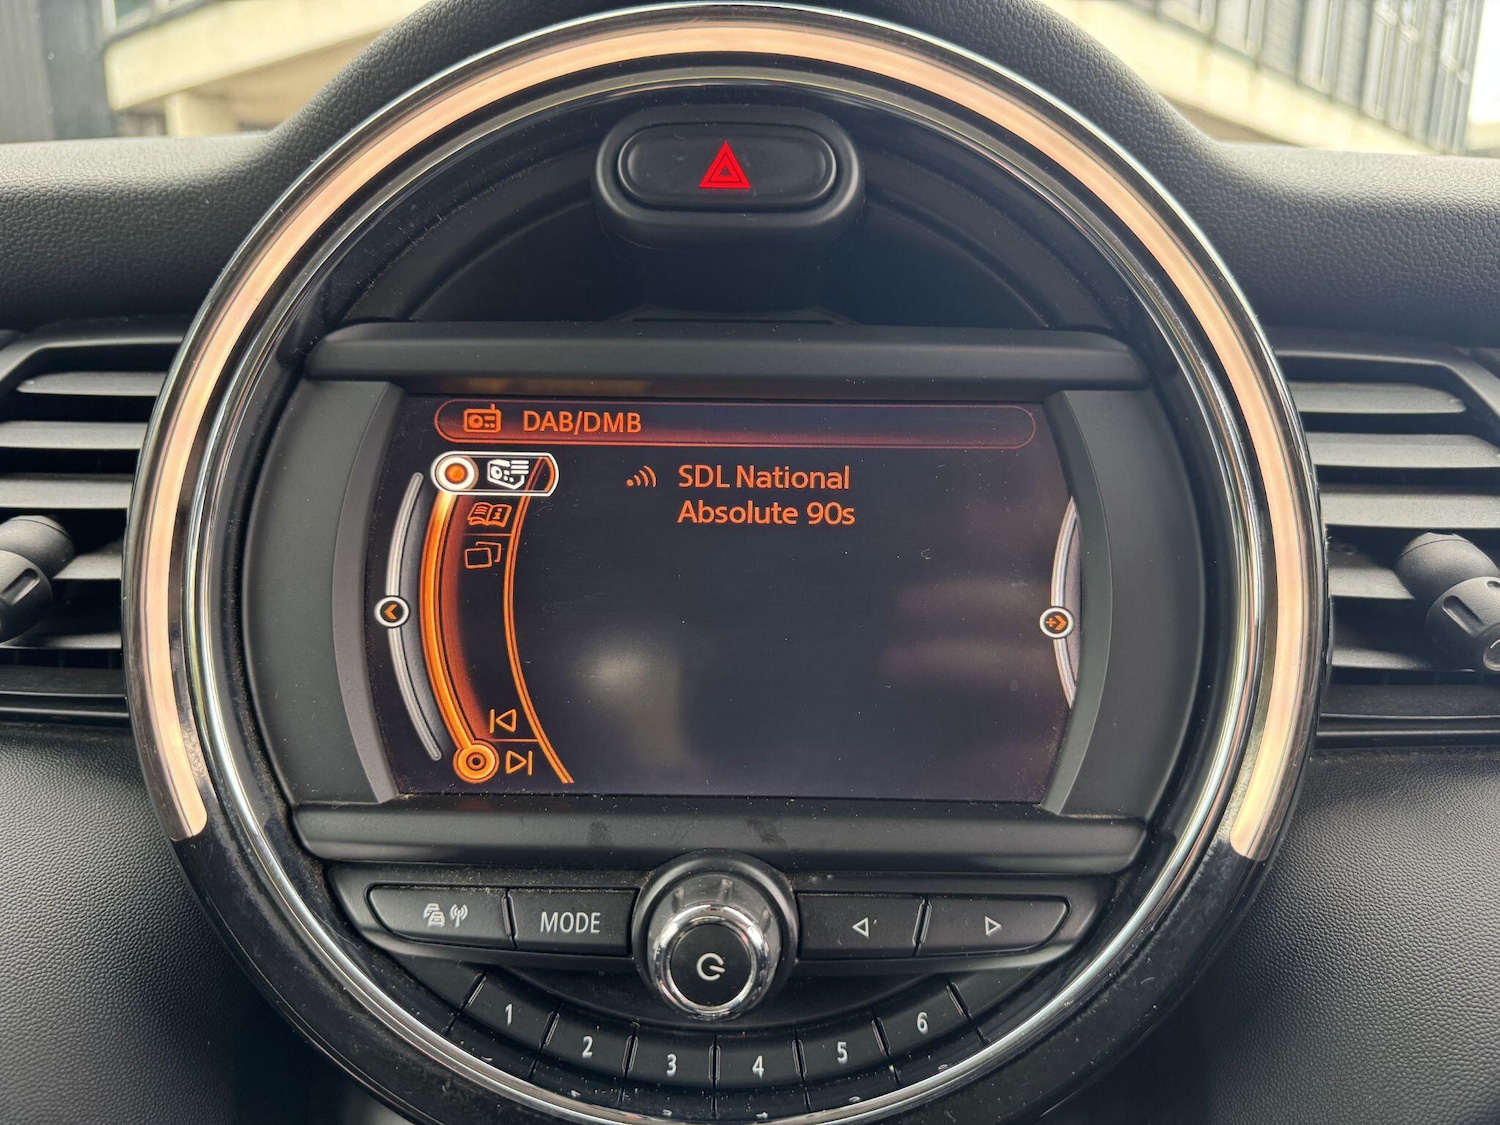 DAB/DMB
SDL National
Absolute 90s
MODE
1
2
3
4
5
6